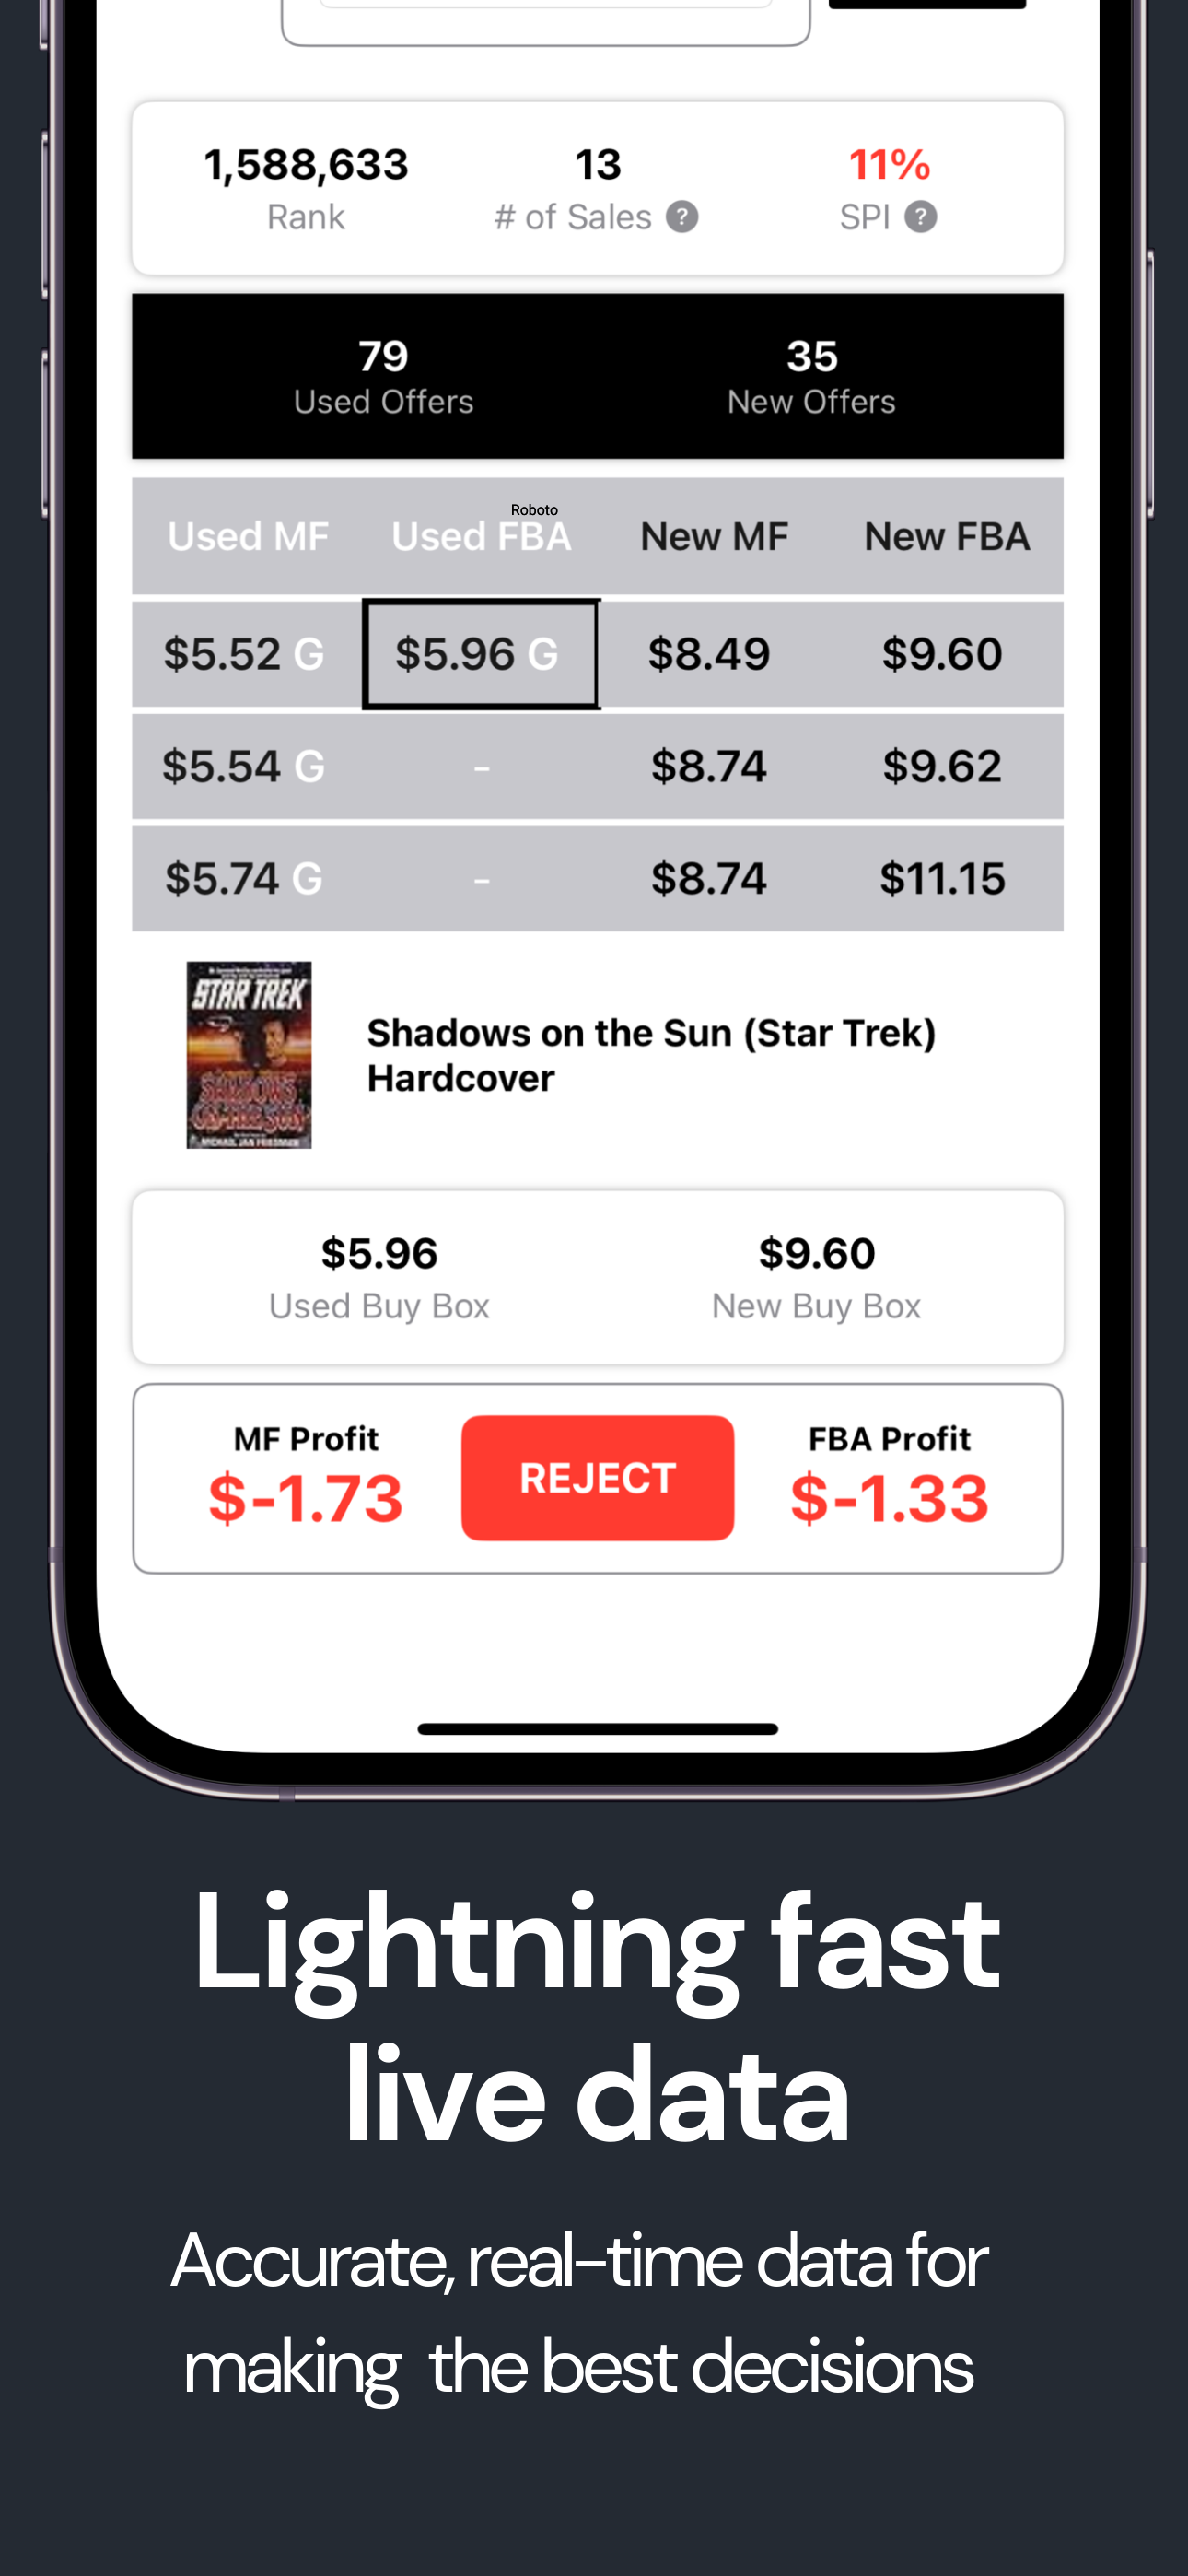 1,588,633 13 11%
Rank # of Sales ? SPI ?
79 35
Used Offers New Offers
Roboto
Used MF Used FBA New MF New FBA
$5.52 G $5.96 G $8.49 $9.60
$5.54 G - $8.74 $9.62
$5.74 G - $8.74 $11.15
STAR TREK
SHADOWS
ON THE SUN
MICHAEL JAN FRIEDMAN
Shadows on the Sun (Star Trek)
Hardcover
$5.96 $9.60
Used Buy Box New Buy Box
MF Profit REJECT FBA Profit
$-1.73 $-1.33
Lightning fast
live data
Accurate, real-time data for
making the best decisions